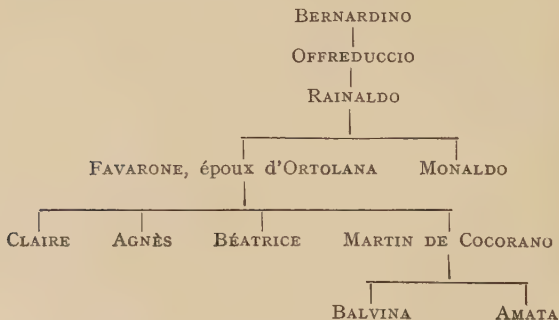 BERNARDINO
OFFREDUCCIO
RAINALDO
FAVARONE, époux d'ORTOLANA MONALDO
CLAIRE AGNÈS BÉATRICE MARTIN DE COCORANO
BALVINA AMATA